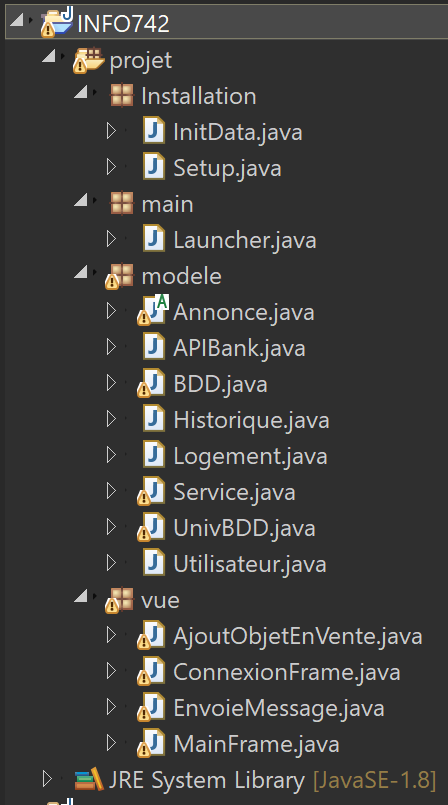 INFO742
projet
Installation
InitData.java
Setup.java
main
Launcher.java
modele
Annonce.java
APIBank.java
BDD.java
Historique.java
Logement.java
Service.java
UnivBDD.java
Utilisateur.java
vue
AjoutObjetEnVente.java
ConnexionFrame.java
EnvoieMessage.java
MainFrame.java
JRE System Library [JavaSE-1.8]